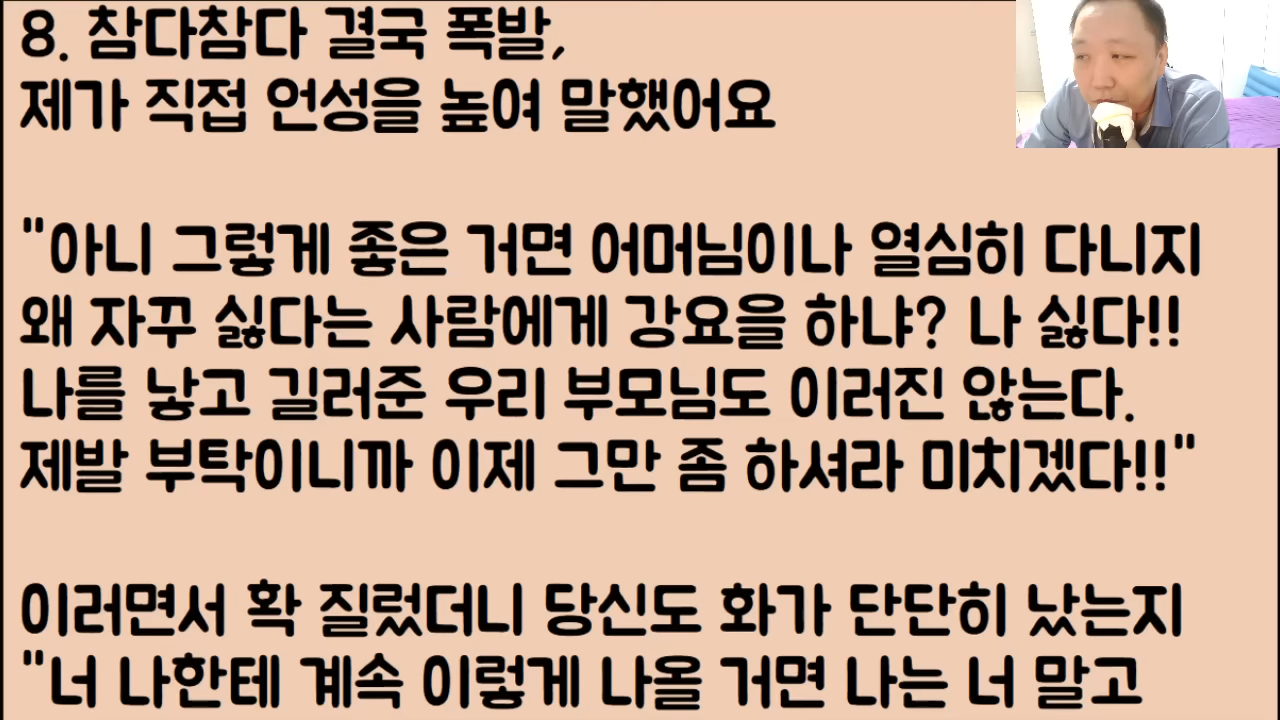 8. 참다참다 결국 폭발,
제가 직접 언성을 높여 말했어요
"아니 그렇게 좋은 거면 어머님이나 열심히 다니지
왜 자꾸 싫다는 사람에게 강요을 하냐? 나 싫다!!
나를 낳고 길러준 우리 부모님도 이러진 않는다.
제발 부탁이니까 이제 그만 좀 하셔라 미치겠다!!"
이러면서 확 질렀더니 당신도 화가 단단히 났는지
"너 나한테 계속 이렇게 나올 거면 나는 너 말고